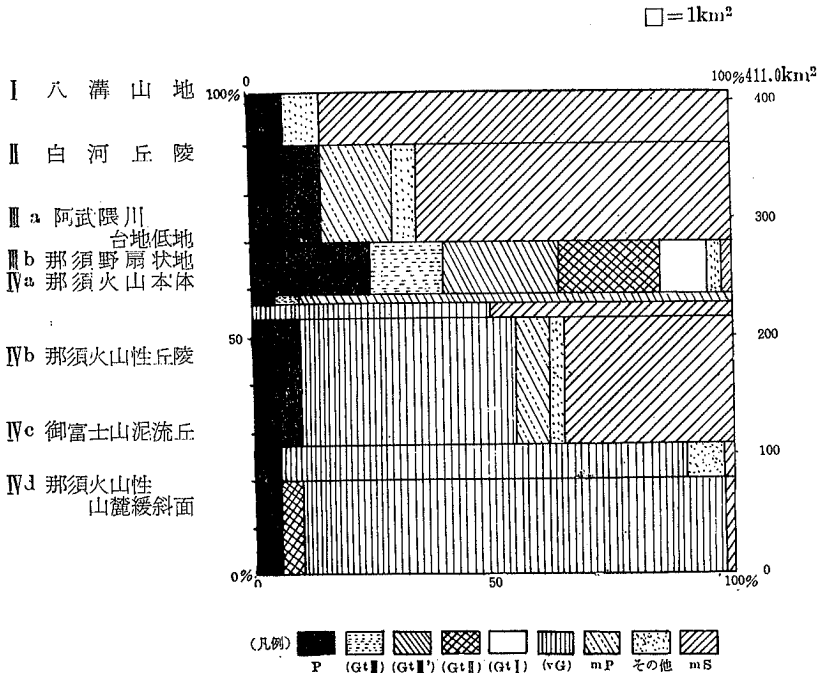 □=1km²
0
100% 411.0km²
100%
400
Ⅰ 八溝山地
Ⅱ 白河丘陵
Ⅲa 阿武隈川
台地低地
300
Ⅲb 那須野扇状地
Ⅳa 那須火山本体
50
200
Ⅳb 那須火山性丘陵
Ⅳc 御富士山泥流丘
100
Ⅳd 那須火山性
山麓緩斜面
0%
0
0
50
100%
(凡例)
P (GtⅢ) (GtⅡ') (GtⅡ) (GtⅠ) (vG) mP その他 mS